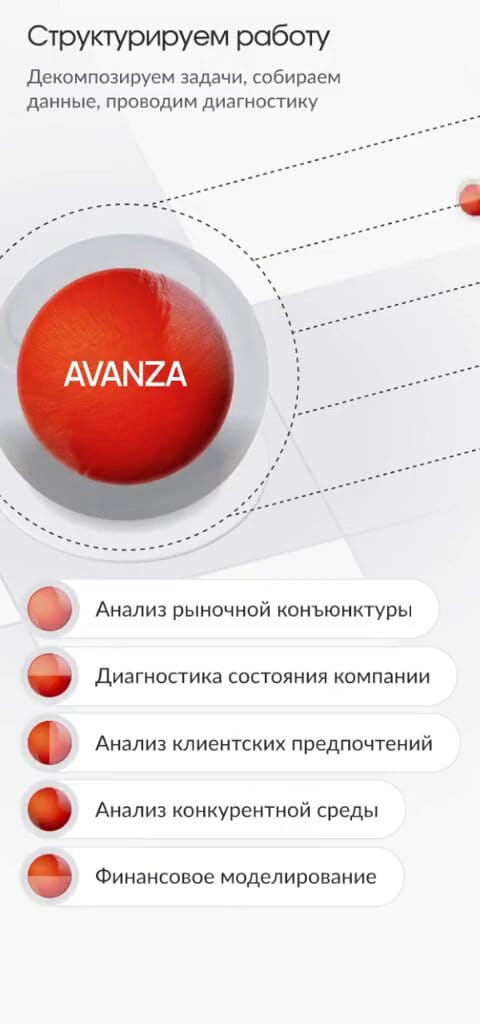 Структурируем работу
Декомпозируем задачи, собираем
данные, проводим диагностику
AVANZA
Анализ рыночной конъюнктуры
Диагностика состояния компании
Анализ клиентских предпочтений
Анализ конкурентной среды
Финансовое моделирование